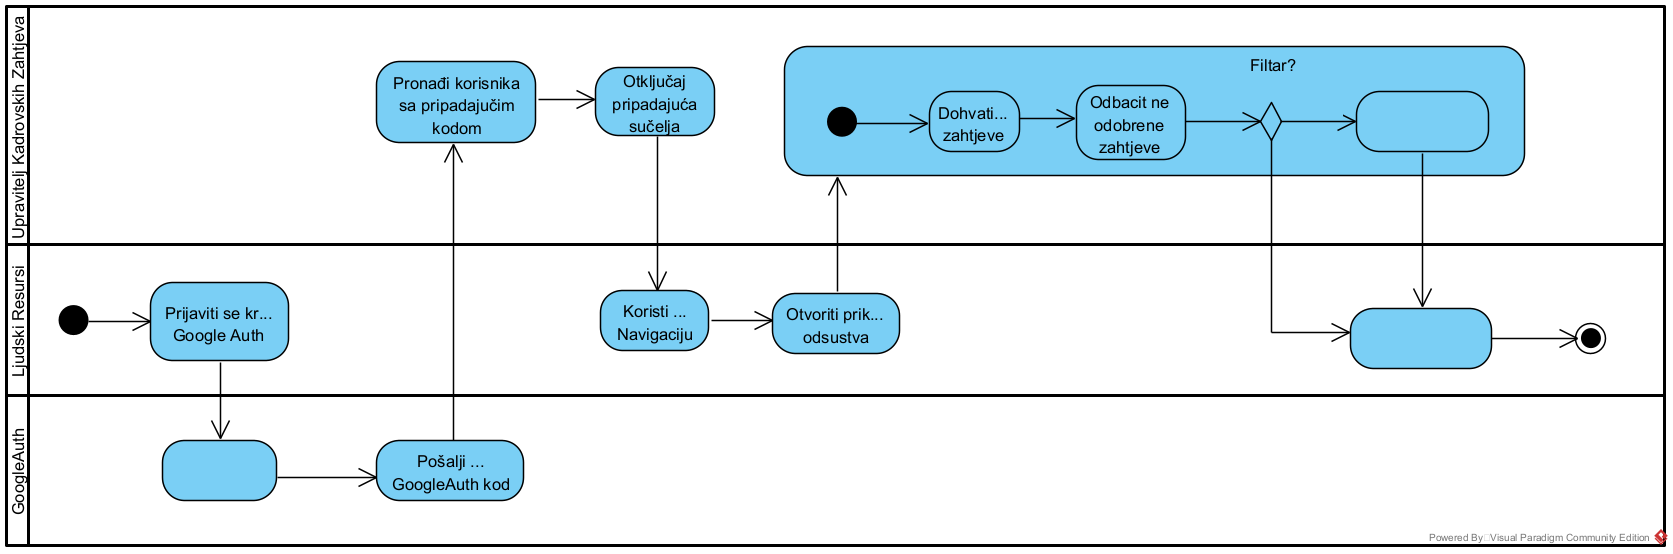 Upravitelj Kadrovskih Zahtjeva
Pronađi korisnika
sa pripadajučim
kodom
Otključaj
pripadajuća
sučelja
Filtar?
Dohvati...
zahtjeve
Odbacit ne
odobrene
zahtjeve
Ljudski Resursi
Prijaviti se kr...
Google Auth
Koristi ...
Navigaciju
Otvoriti prik...
odsustva
GoogleAuth
Pošalji ...
GoogleAuth kod
Powered By Visual Paradigm Community Edition